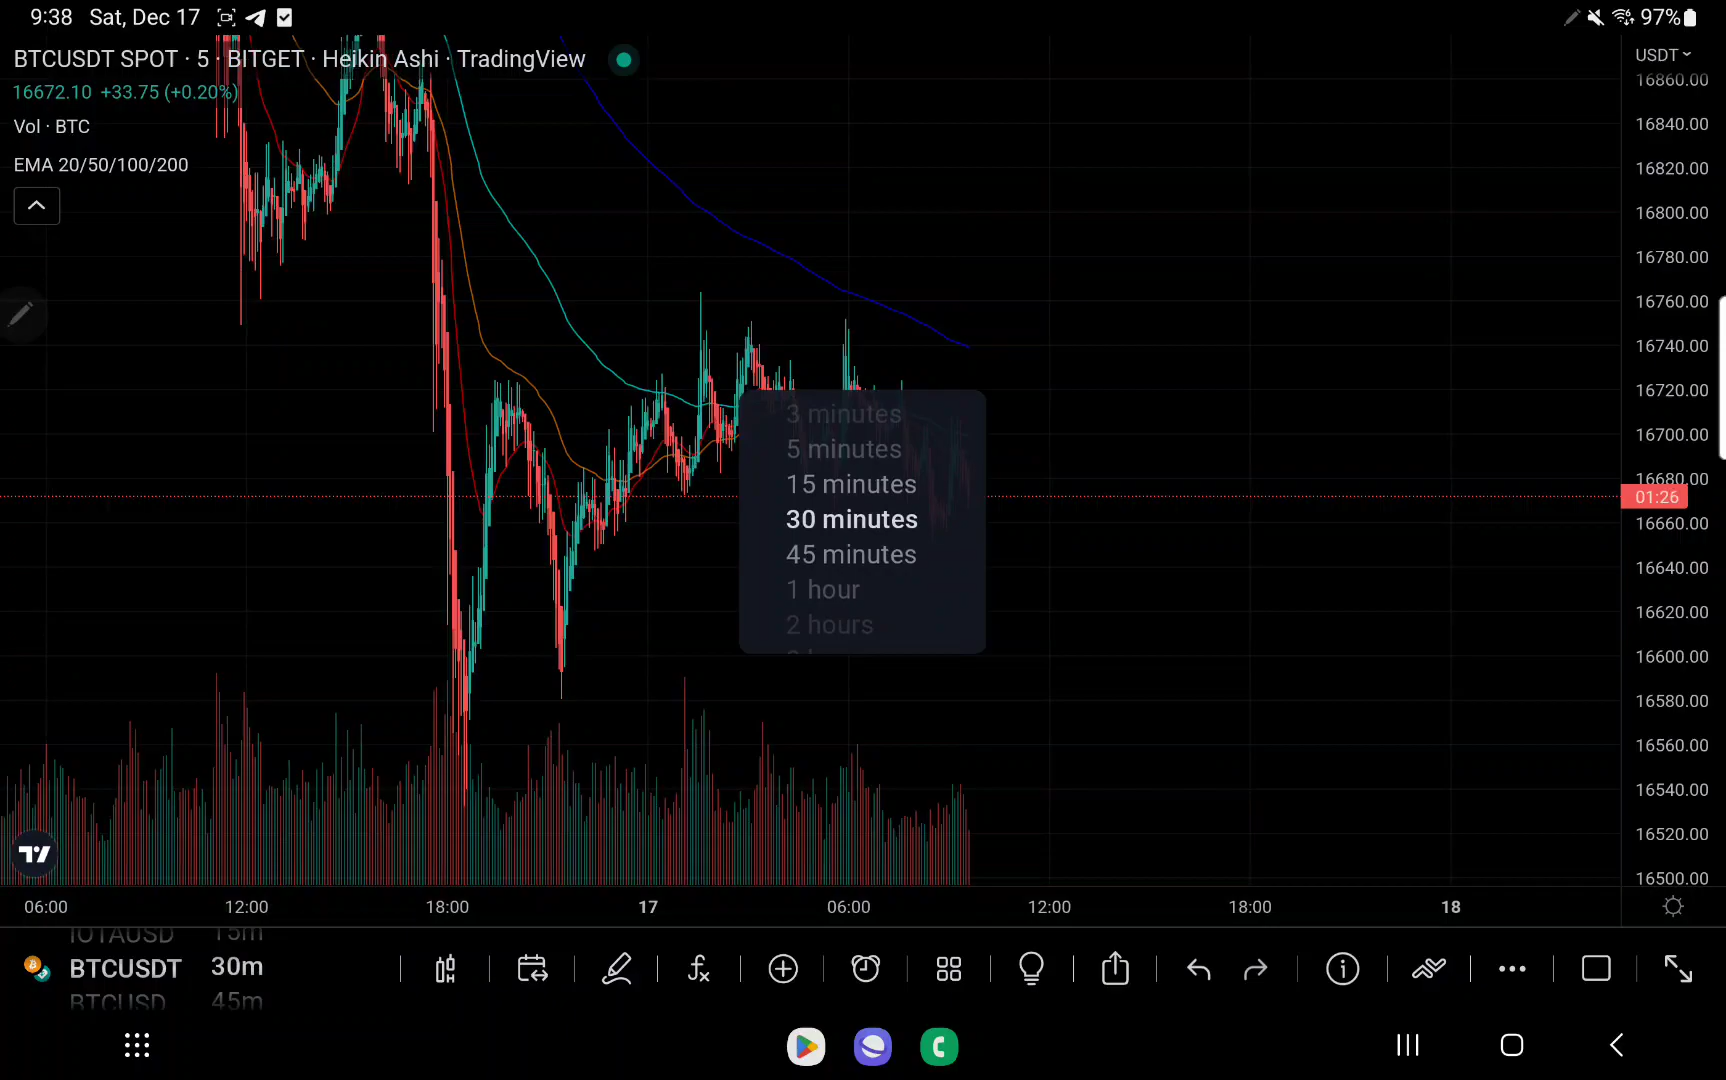 9:38 Sat, Dec 17 97%
BTCUSDT SPOT · 5 · BITGET · Heikin Ashi · TradingView
USDT
16672.10 +33.75 (+0.20%)
Vol · BTC
EMA 20/50/100/200
16860.00
16840.00
16820.00
16800.00
16780.00
16760.00
16740.00
16720.00
16700.00
16680.00
01:26
16660.00
16640.00
16620.00
16600.00
16580.00
16560.00
16540.00
16520.00
16500.00
3 minutes
5 minutes
15 minutes
30 minutes
45 minutes
1 hour
2 hours
06:00 12:00 18:00 17 06:00 12:00 18:00 18
IOTAUSD 15m
BTCUSDT 30m
BTCUSD 45m